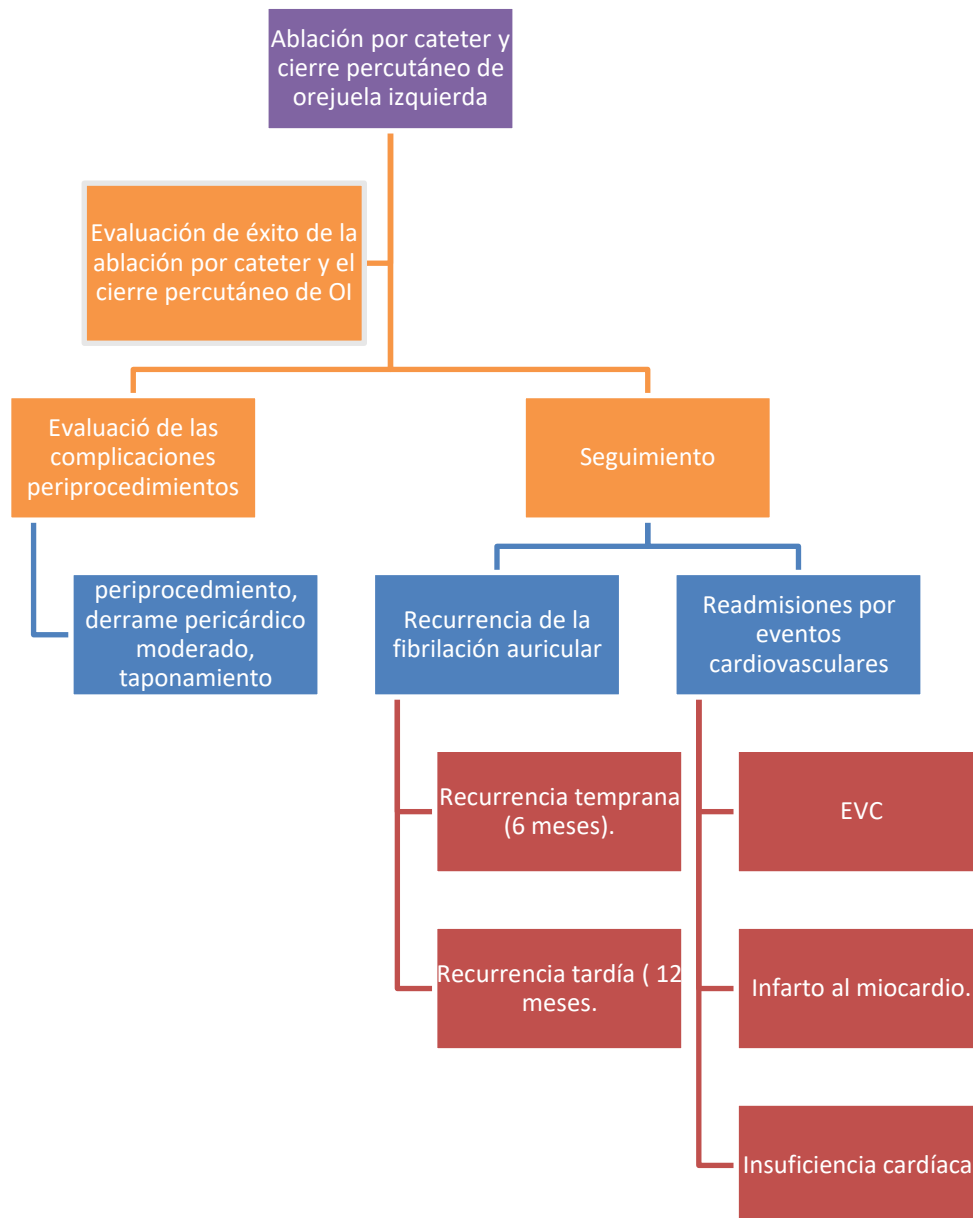 Ablación por cateter y
cierre percutáneo de
orejuela izquierda
Evaluación de éxito de la
ablación por cateter y el
cierre percutáneo de OI
Evaluació de las
complicaciones
periprocedimientos
Seguimiento
periprocedmiento,
derrame pericárdico
moderado,
taponamiento
Recurrencia de la
fibrilación auricular
Readmisiones por
eventos
cardiovasculares
Recurrencia temprana
(6 meses).
EVC
Recurrencia tardía ( 12
meses.
Infarto al miocardio.
Insuficiencia cardíaca